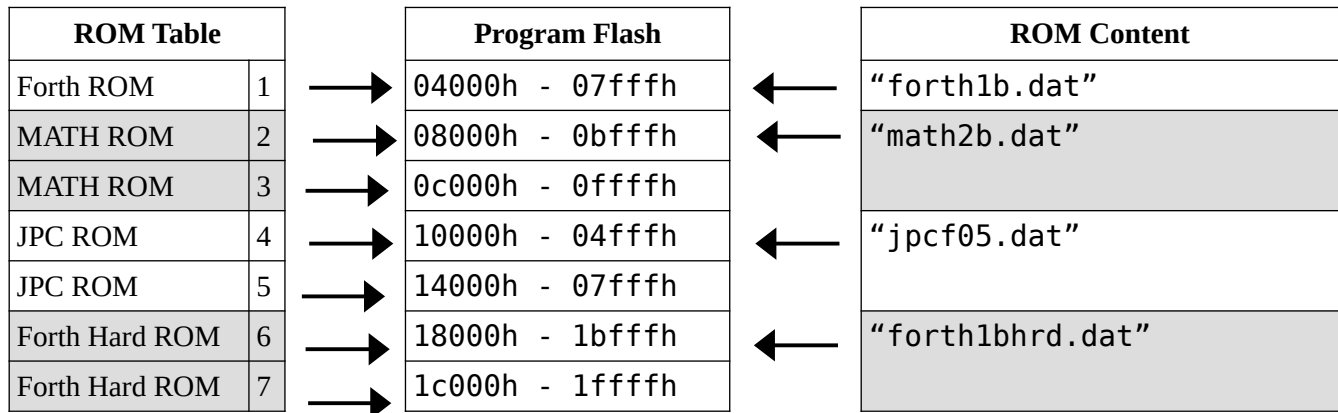 ROM Table Program Flash ROM Content
Forth ROM 1 04000h - 07fffh “forth1b.dat”
MATH ROM 2 08000h - 0bfffh “math2b.dat”
MATH ROM 3 0c000h - 0ffffh
JPC ROM 4 10000h - 04fffh “jpcf05.dat”
JPC ROM 5 14000h - 07fffh
Forth Hard ROM 6 18000h - 1bfffh “forth1bhrd.dat”
Forth Hard ROM 7 1c000h - 1ffffh